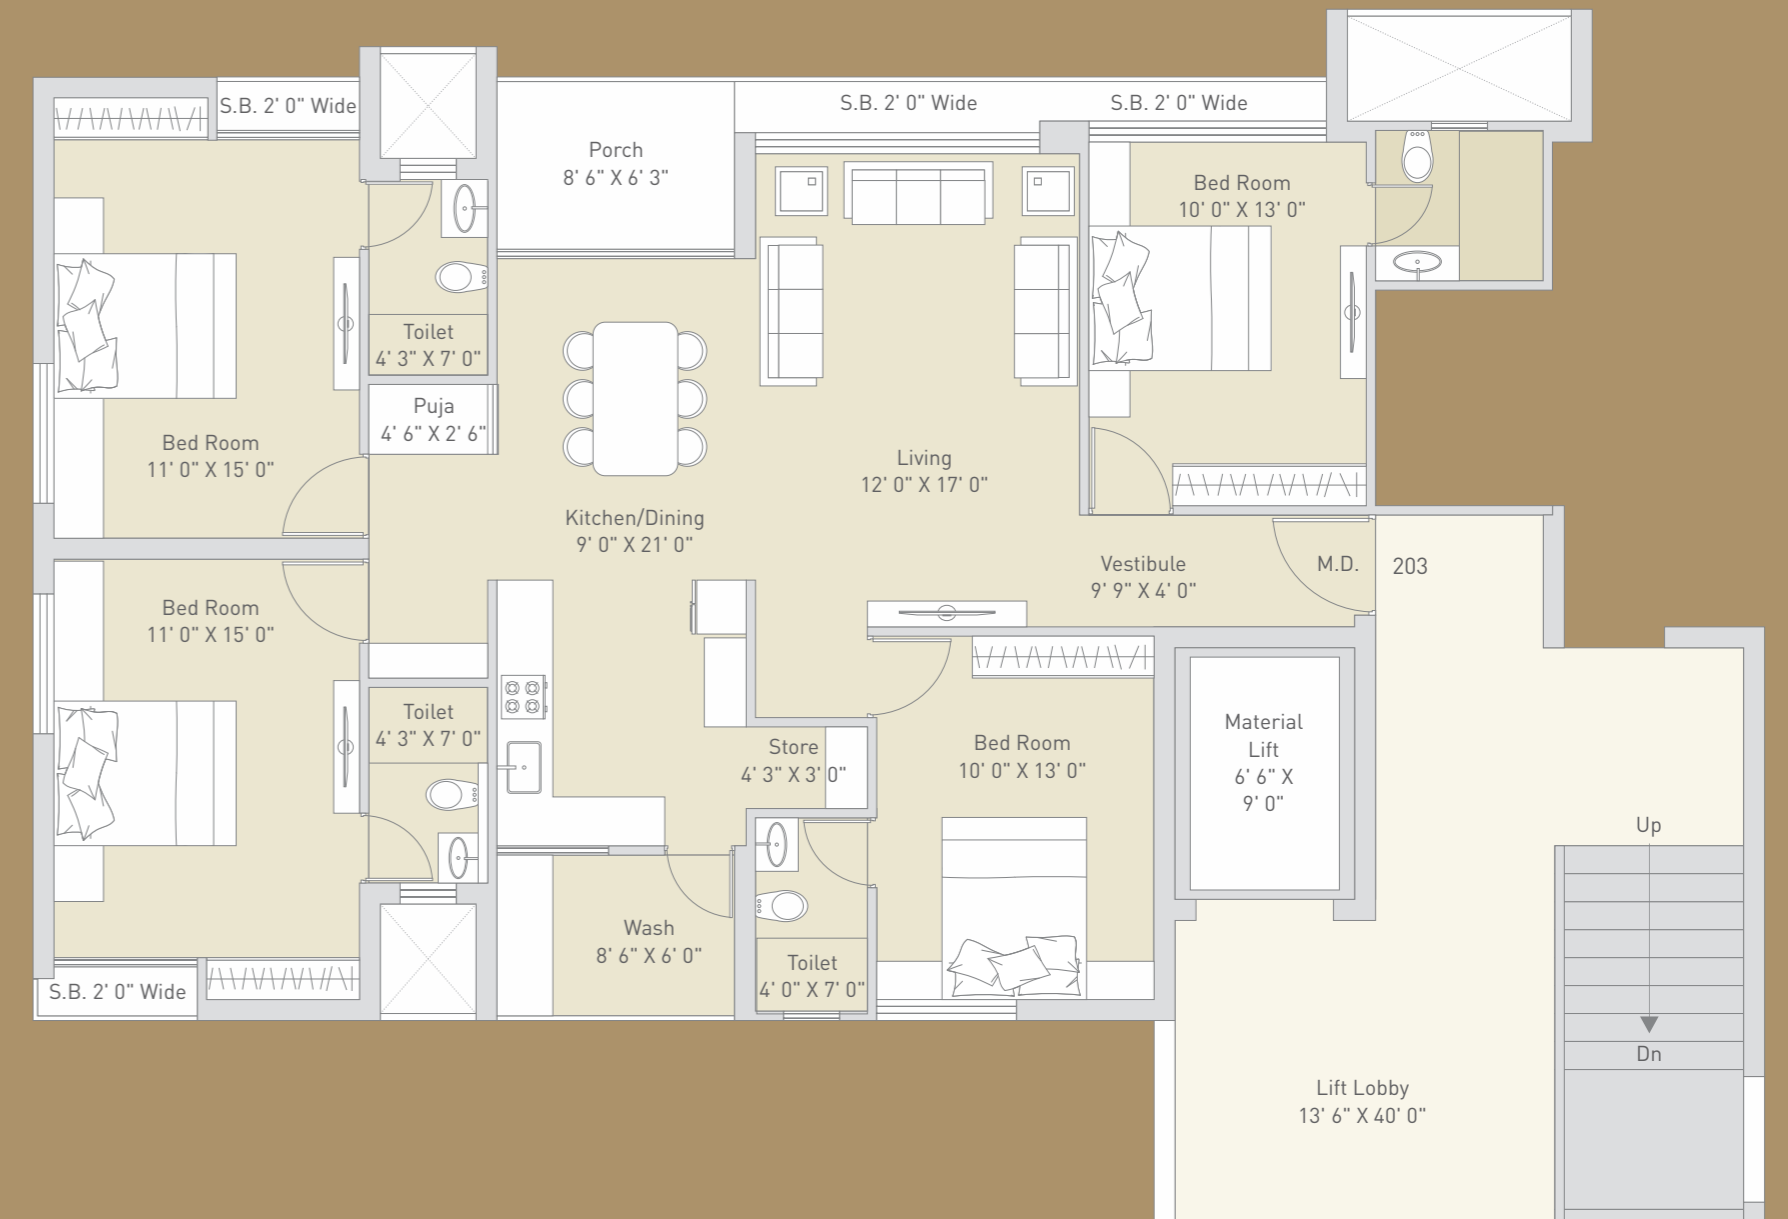 S.B. 2' 0" Wide
S.B. 2' 0" Wide
S.B. 2' 0" Wide
Porch
8' 6" X 6' 3"
Bed Room
10' 0" X 13' 0"
Toilet
4' 3" X 7' 0"
Puja
4' 6" X 2' 6"
Bed Room
11' 0" X 15' 0"
Living
12' 0" X 17' 0"
Kitchen/Dining
9' 0" X 21' 0"
Vestibule
9' 9" X 4' 0"
M.D.
203
Bed Room
11' 0" X 15' 0"
Toilet
4' 3" X 7' 0"
Store
4' 3" X 3' 0"
Bed Room
10' 0" X 13' 0"
Material
Lift
6' 6" X
9' 0"
Up
Wash
8' 6" X 6' 0"
Toilet
4' 0" X 7' 0"
S.B. 2' 0" Wide
Dn
Lift Lobby
13' 6" X 40' 0"